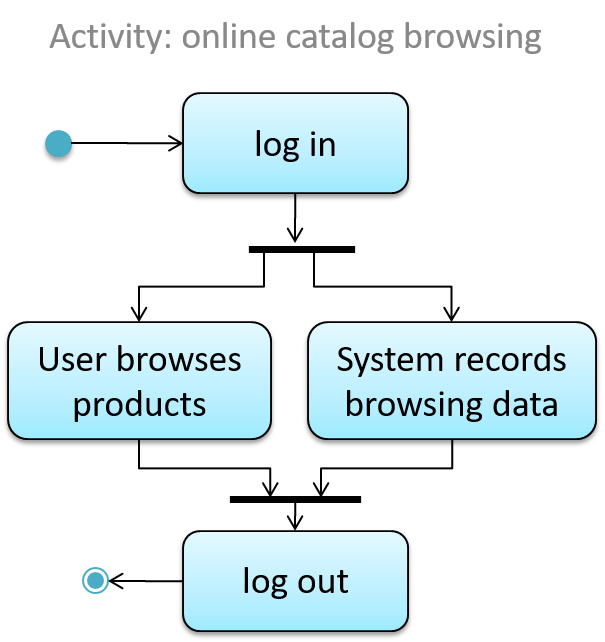 Activity: online catalog browsing
log in
User browses
products
System records
browsing data
log out